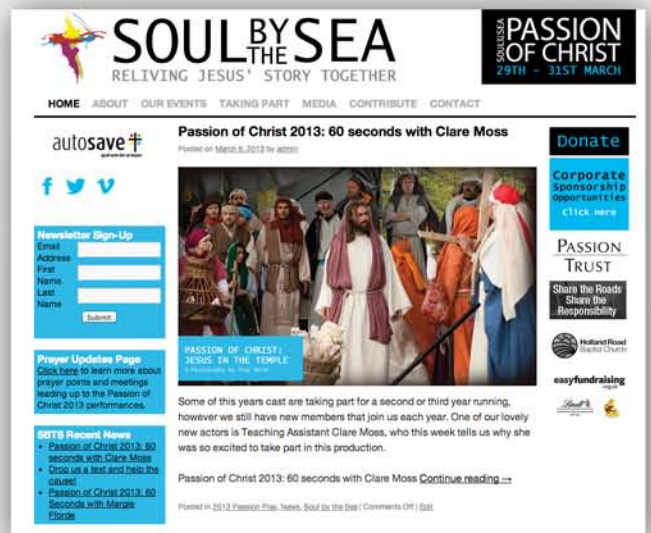 SOUL BY THE SEA
RELIVING JESUS' STORY TOGETHER
SOUL BY THE SEA
PASSION OF CHRIST
29TH - 31ST MARCH
HOME ABOUT OUR EVENTS TAKING PART MEDIA CONTRIBUTE CONTACT
autosave
Newsletter Sign-Up
Email
Address
First
Name
Last
Name
Submit
Prayer Updates Page
Click here to learn more about
prayer points and meetings
leading up to the Passion of
Christ 2013 performances.
SBTS Recent News
Passion of Christ 2013: 60
seconds with Clare Moss
Drop us a text and help the
cause!
Passion of Christ 2013: 60
Seconds with Margie
Fforde
Passion of Christ 2013: 60 seconds with Clare Moss
Posted on March 6, 2013 by admin
PASSION OF CHRIST:
JESUS IN THE TEMPLE
Some of this years cast are taking part for a second or third year running,
however we still have new members that join us each year. One of our lovely
new actors is Teaching Assistant Clare Moss, who this week tells us why she
was so excited to take part in this production.
Passion of Christ 2013: 60 seconds with Clare Moss Continue reading →
Posted in 2013 Passion Play, News, Soul by the Sea | Comments Off | Edit
Donate
Corporate
Sponsorship
Opportunities
Click Here
PASSION
TRUST
Share the Roads
Share the
Responsibility
Holland Road
Baptist Church
easyfundraising
.org.uk
Lindt